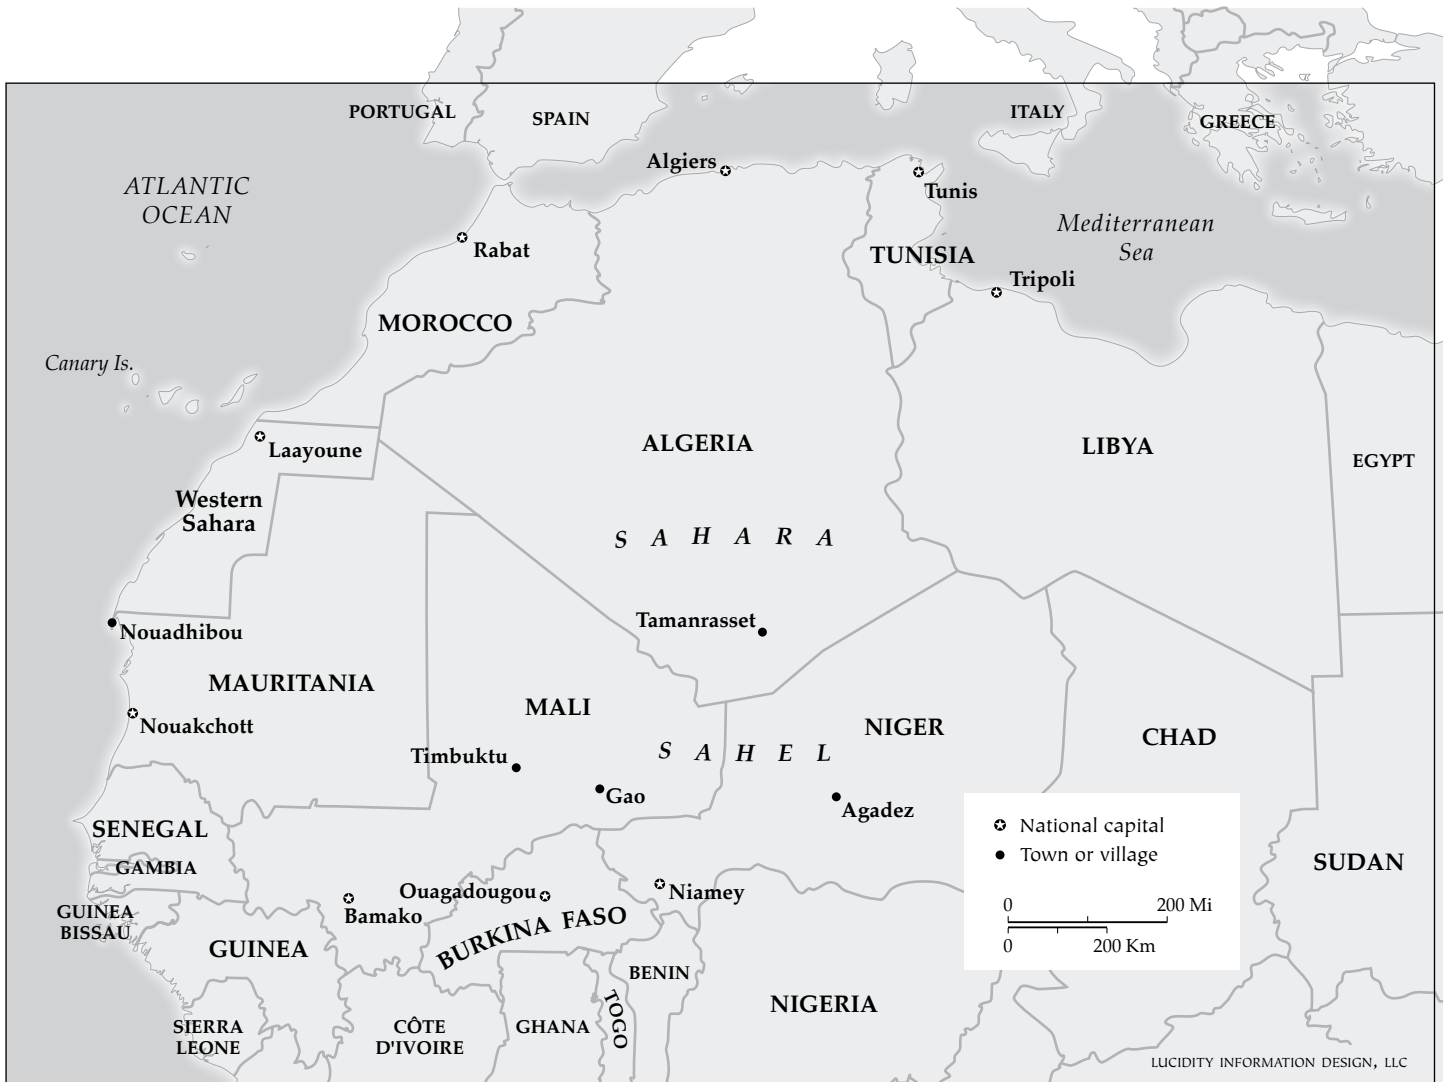 PORTUGAL
SPAIN
ITALY
GREECE
ATLANTIC
OCEAN
Algiers
Tunis
Mediterranean
Sea
Rabat
TUNISIA
Tripoli
MOROCCO
Canary Is.
Laayoune
ALGERIA
LIBYA
EGYPT
Western
Sahara
SAHARA
Tamanrasset
Nouadhibou
MAURITANIA
MALI
NIGER
CHAD
Nouakchott
Timbuktu
SAHEL
Gao
Agadez
SENEGAL
GAMBIA
SUDAN
National capital
Town or village
0 200 Mi
0 200 Km
GUINEA
BISSAU
Bamako
Ouagadougou
Niamey
BURKINA FASO
GUINEA
BENIN
TOGO
NIGERIA
SIERRA
LEONE
CÔTE
D'IVOIRE
GHANA
LUCIDITY INFORMATION DESIGN, LLC